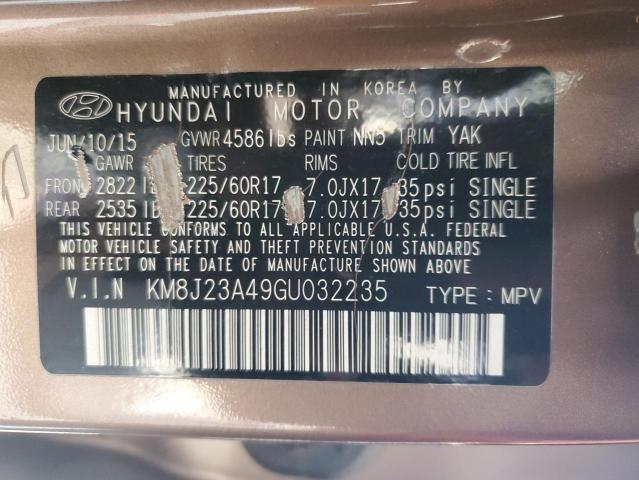 MANUFACTURED IN KOREA BY
HYUNDAI MOTOR COMPANY
JUN/10/15 GVWR 4586 lbs PAINT NN5 TRIM YAK
GAWR TIRES RIMS COLD TIRE INFL
FRONT 2822 225/60R17 7.0JX17 35psi SINGLE
REAR 2535 lb 225/60R17 7.0JX17 35psi SINGLE
THIS VEHICLE CONFORMS TO ALL APPLICABLE U.S.A. FEDERAL
MOTOR VEHICLE SAFETY AND THEFT PREVENTION STANDARDS
IN EFFECT ON THE DATE OF MANUFACTURE SHOWN ABOVE.
V.I.N KM8J23A49GU032235 TYPE : MPV